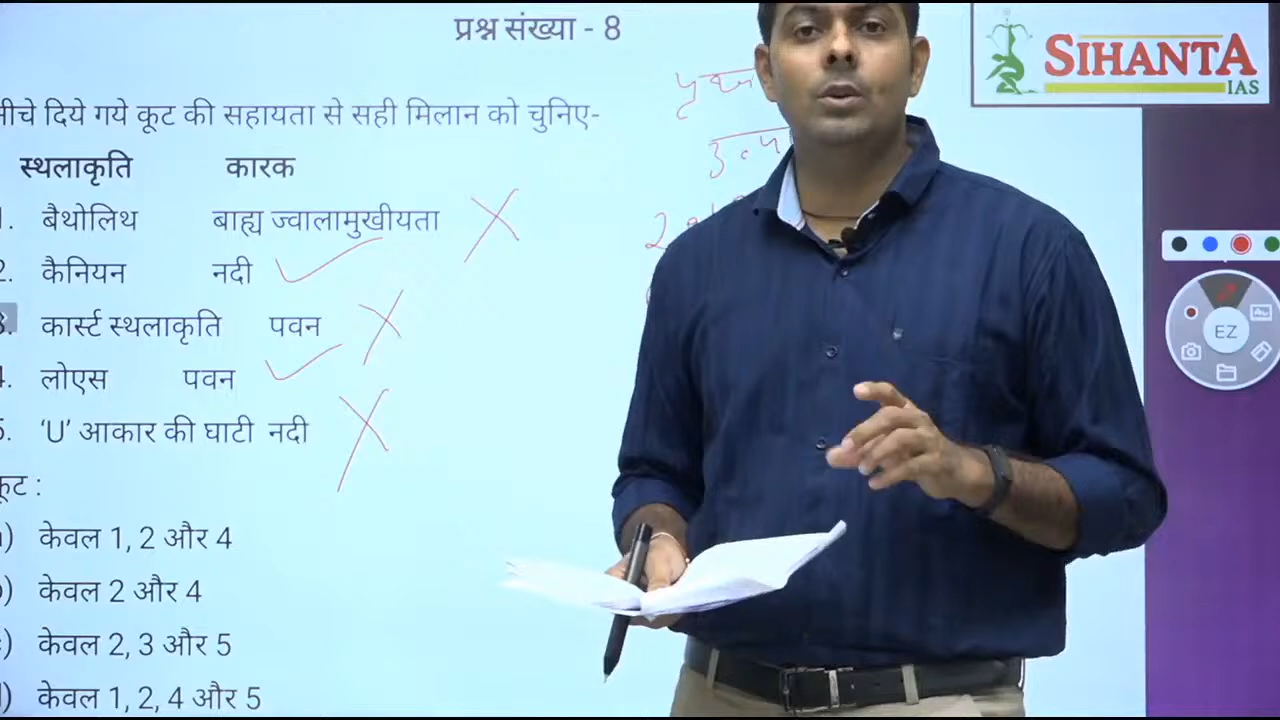 प्रश्न संख्या - 8
SIHANTA
IAS
नीचे दिये गये कूट की सहायता से सही मिलान को चुनिए-
स्थलाकृति कारक
1. बैथोलिथ बाह्य ज्वालामुखीयता
2. कैनियन नदी
3. कार्स्ट स्थलाकृति पवन
4. लोएस पवन
5. ‘U’ आकार की घाटी नदी
कूट :
a) केवल 1, 2 और 4
b) केवल 2 और 4
c) केवल 2, 3 और 5
d) केवल 1, 2, 4 और 5
EZ